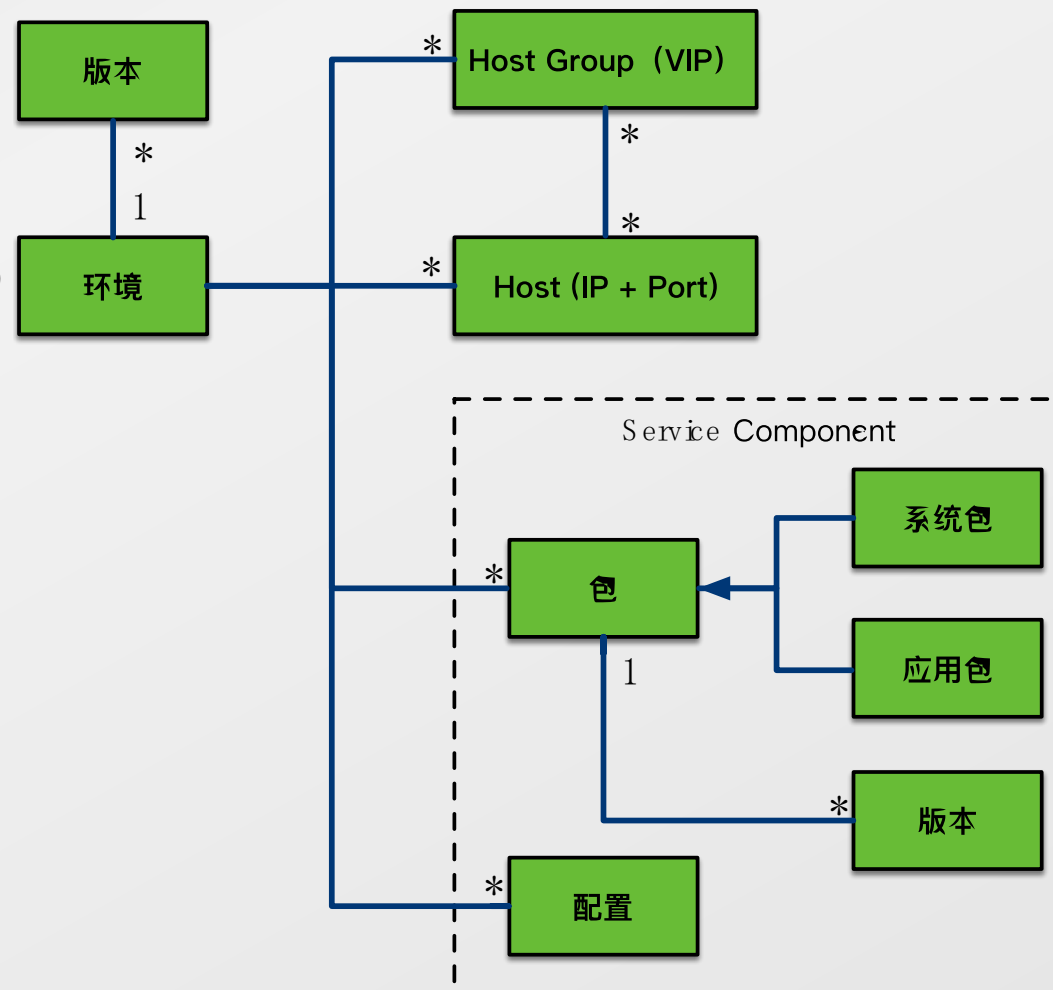 版本
*
Host Group (VIP)
*
*
1
*
环境
*
Host (IP + Port)
Service Component
系统包
*
包
1
应用包
*
版本
*
配置